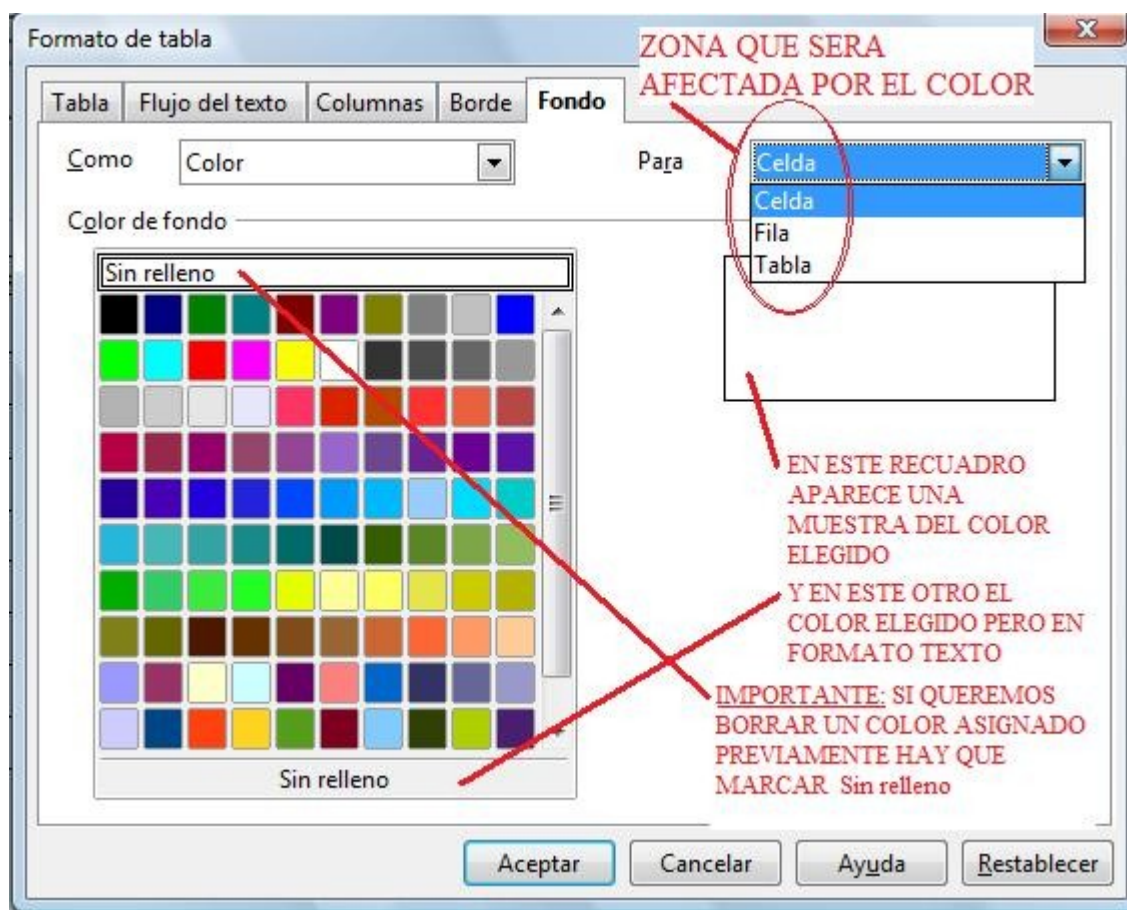 Formato de tabla
ZONA QUE SERA
AFECTADA POR EL COLOR
Tabla Flujo del texto Columnas Borde Fondo
Como Color Para Celda
Celda
Fila
Tabla
Color de fondo
Sin relleno
EN ESTE RECUADRO
APARECE UNA
MUESTRA DEL COLOR
ELEGIDO
Y EN ESTE OTRO EL
COLOR ELEGIDO PERO EN
FORMATO TEXTO
IMPORTANTE: SI QUEREMOS
BORRAR UN COLOR ASIGNADO
PREVIAMENTE HAY QUE
MARCAR Sin relleno
Sin relleno
Aceptar Cancelar Ayuda Restablecer